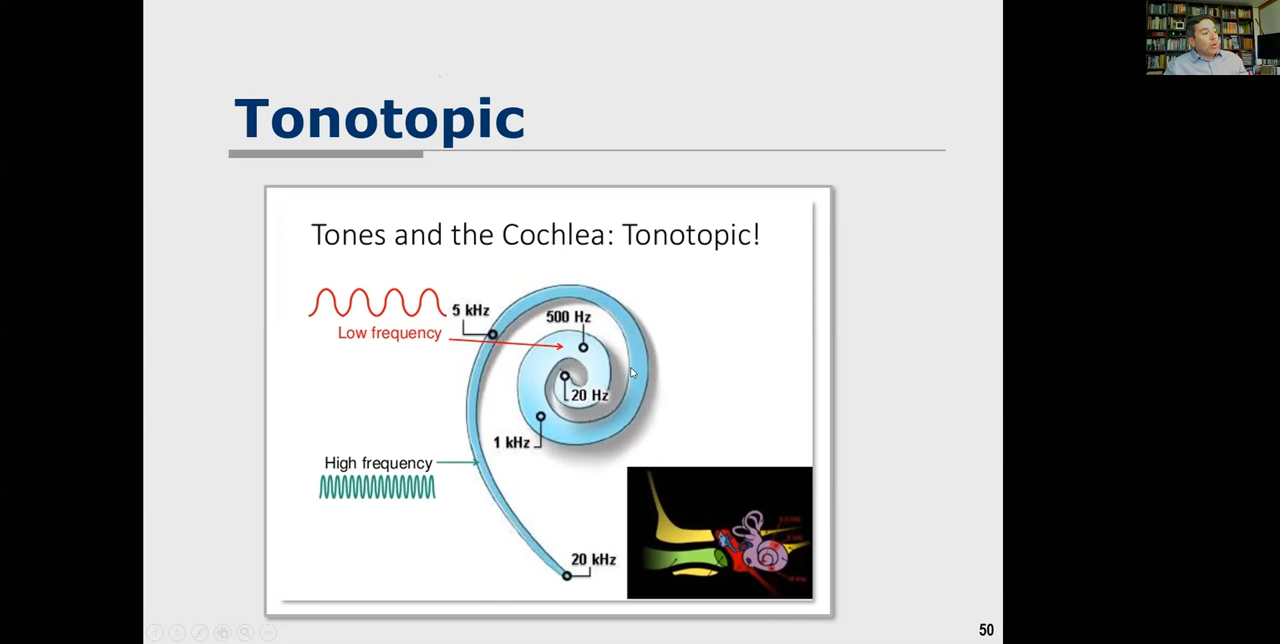 Tonotopic
Tones and the Cochlea: Tonotopic!
5 kHz
500 Hz
Low frequency
20 Hz
1 kHz
High frequency
20 kHz
50